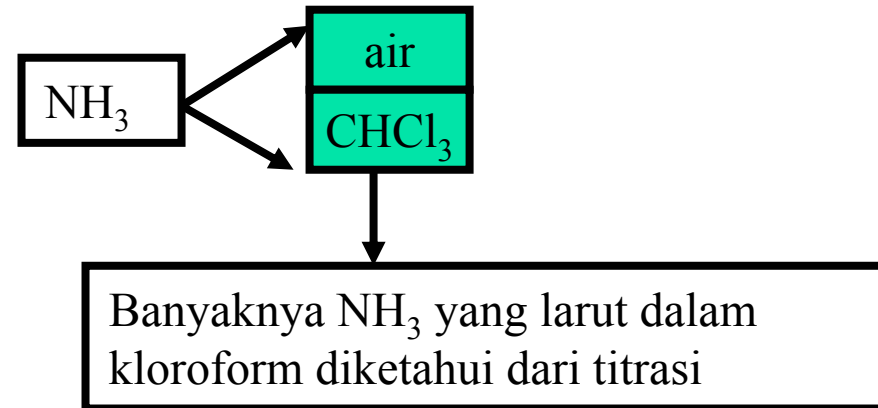 NH₃
air
CHCl₃
Banyaknya NH₃ yang larut dalam
kloroform diketahui dari titrasi